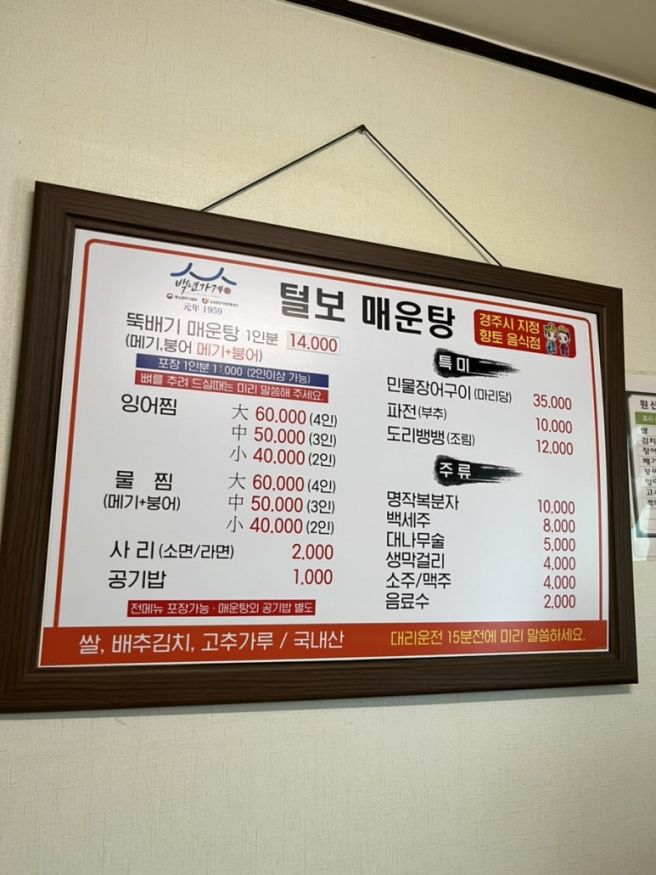 백년가게
元年 1959
털보 매운탕
경주시 지정
향토 음식점
뚝배기 매운탕 1인분 14.000
(메기,붕어 메기+붕어)
포장 1인분 (2인이상 가능)
뼈를 추려 드실때는 미리 말씀해 주세요.
잉어찜 大 60.000 (4인)
中 50.000 (3인)
小 40.000 (2인)
물 찜 大 60.000 (4인)
(메기+붕어) 中 50.000 (3인)
小 40.000 (2인)
사 리 (소면/라면) 2.000
공기밥 1.000
전메뉴 포장가능 · 매운탕외 공기밥 별도
특 미
민물장어구이 (마리당) 35,000
파전 (부추) 10.000
도리뱅뱅 (조림) 12,000
주 류
명작복분자 10,000
백세주 8,000
대나무술 5,000
생막걸리 4,000
소주/맥주 4,000
음료수 2,000
쌀, 배추김치, 고추가루 / 국내산
대리운전 15분전에 미리 말씀하세요.